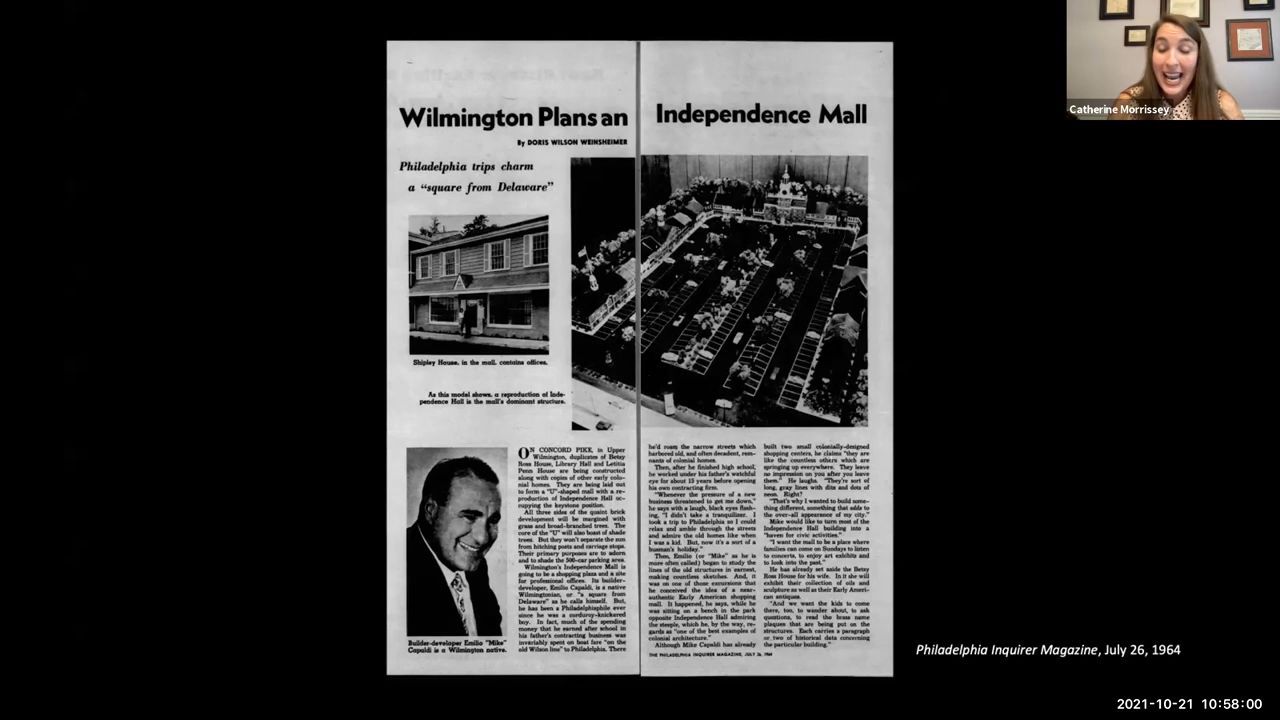 Catherine Morrissey
Wilmington Plans an Independence Mall
By DORIS WILSON WEINSHEIMER
Philadelphia trips charm
a “square from Delaware”
Shipley House, in the mall, contains offices.
As this model shows, a reproduction of Inde-
pendence Hall is the mall's dominant structure.
Builder-developer Emilio "Mike"
Capaldi is a Wilmington native.
ON CONCORD PIKE, in Upper
Wilmington, duplicates of Betsy
Ross House, Library Hall and Letitia
Penn House are being constructed
along with copies of other early colo-
nial homes. They are being laid out
to form a "U"-shaped mall with a re-
production of Independence Hall oc-
cupying the keystone position.
All three sides of the quaint brick
development will be margined with
grass and broad-branched trees. The
core of the "U" will also boast of shade
trees. But they won't separate the sun
from hitching posts and carriage stops.
Their primary purposes are to adorn
and to shade the 500-car parking area.
Wilmington's Independence Mall is
going to be a shopping plaza and a site
for professional offices. Its builder-
developer, Emilio Capaldi, is a native
Wilmingtonian, or "a square from
Delaware" as he calls himself. But,
he has been a Philadelphiaphile ever
since he was a corduroy-knickered
boy. In fact, much of the spending
money that he earned after school in
his father's contracting business was
invariably spent on boat fare "on the
old Wilson line" to Philadelphia. There
he'd roam the narrow streets which
harbored old, and often decadent, rem-
nants of colonial homes.
Then, after he finished high school,
he worked under his father's watchful
eye for about 13 years before opening
his own contracting firm.
"Whenever the pressure of a new
business threatened to get me down,"
he says with a laugh, black eyes flash-
ing, "I didn't take a tranquilizer. I
took a trip to Philadelphia so I could
relax and amble through the streets
and admire the old homes like when
I was a kid. But, now it's a sort of a
busman's holiday."
Then, Emilio (or "Mike" as he is
more often called) began to study the
lines of the old structures in earnest,
making countless sketches. And, it
was on one of those excursions that
he conceived the idea of a near-
authentic Early American shopping
mall. It happened, he says, while he
was sitting on a bench in the park
opposite Independence Hall admiring
the steeple, which he, by the way, re-
gards as "one of the best examples of
colonial architecture."
Although Mike Capaldi has already
built two small colonially-designed
shopping centers, he claims "they are
like the countless others which are
springing up everywhere. They leave
no impression on you after you leave
them." He laughs. "They're sort of
long, gray lines with dits and dots of
neon. Right?
"That's why I wanted to build some-
thing different, something that adds to
the over-all appearance of my city."
Mike would like to turn most of the
Independence Hall building into a
"haven for civic activities."
"I want the mall to be a place where
families can come on Sundays to listen
to concerts, to enjoy art exhibits and
to look into the past."
He has already set aside the Betsy
Ross House for his wife. In it she will
exhibit their collection of oils and
sculpture as well as their Early Ameri-
can antiques.
"And we want the kids to come
there, too, to wander about, to ask
questions, to read the brass name
plaques that are being put on the
structures. Each carries a paragraph
or two of historical data concerning
the particular building."
THE PHILADELPHIA INQUIRER MAGAZINE, JULY 26, 1964
Philadelphia Inquirer Magazine, July 26, 1964
2021-10-21 10:58:00